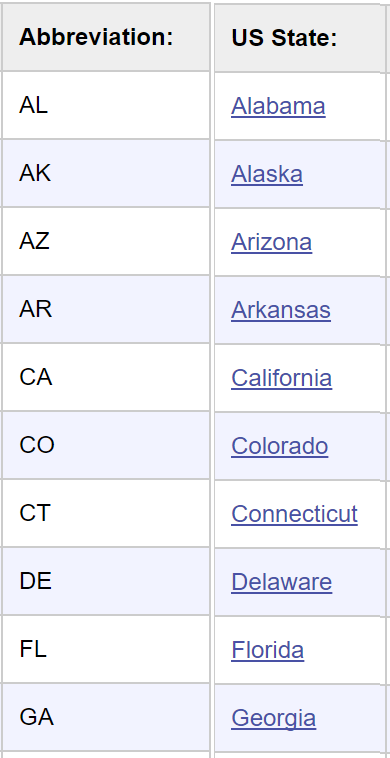 Abbreviation: US State:
AL Alabama
AK Alaska
AZ Arizona
AR Arkansas
CA California
CO Colorado
CT Connecticut
DE Delaware
FL Florida
GA Georgia